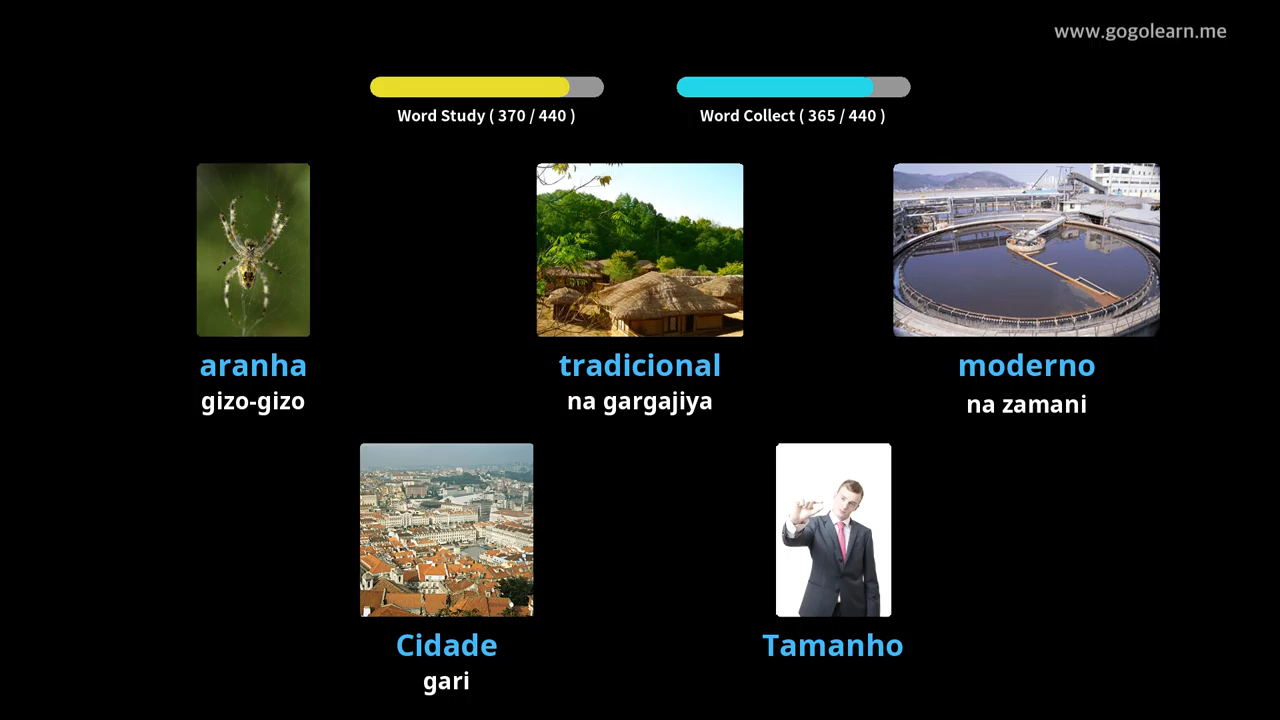 www.gogolearn.me
Word Study ( 370 / 440 )
Word Collect ( 365 / 440 )
aranha
gizo-gizo
tradicional
na gargajiya
moderno
na zamani
Cidade
gari
Tamanho